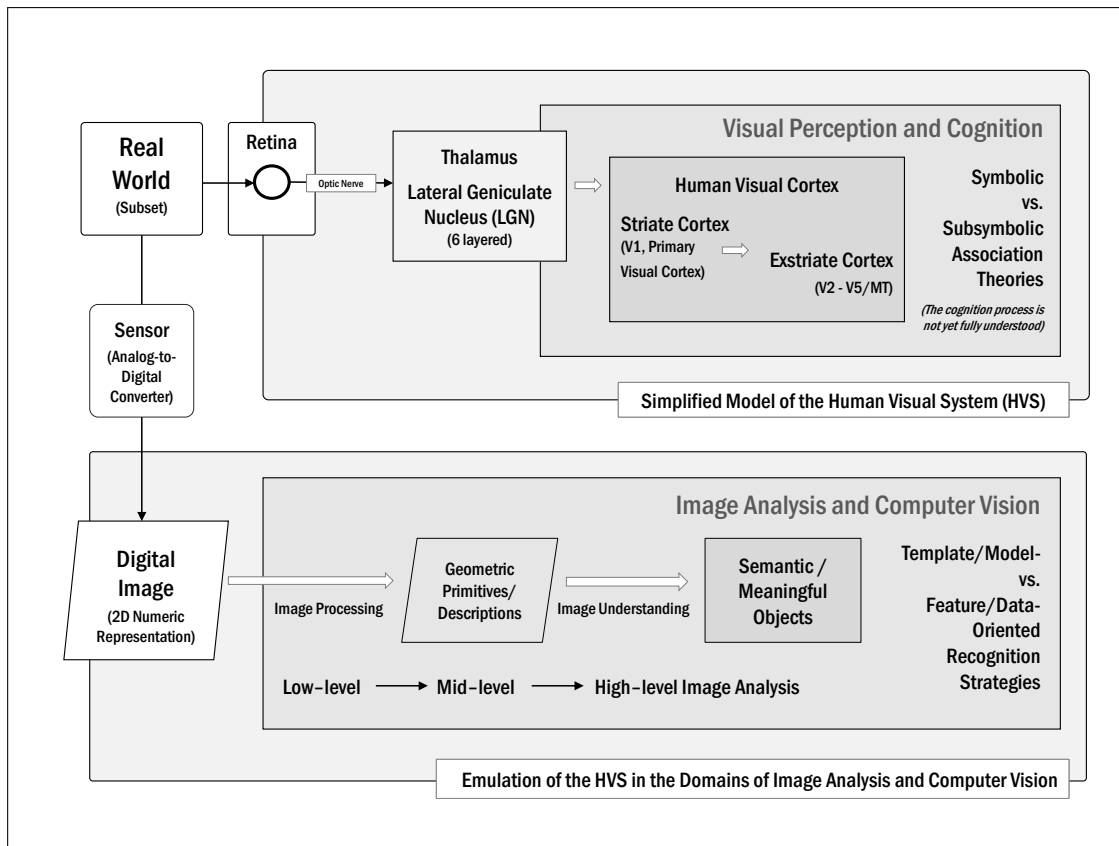 Visual Perception and Cognition
Real
World
(Subset)
Retina
Optic Nerve
Thalamus
Lateral Geniculate
Nucleus (LGN)
(6 layered)
Human Visual Cortex
Striate Cortex
(V1, Primary
Visual Cortex)
Exstriate Cortex
(V2 - V5/MT)
Symbolic
vs.
Subsymbolic
Association
Theories
(The cognition process is
not yet fully understood)
Sensor
(Analog-to-
Digital
Converter)
Simplified Model of the Human Visual System (HVS)
Image Analysis and Computer Vision
Digital
Image
(2D Numeric
Representation)
Image Processing
Geometric
Primitives/
Descriptions
Image Understanding
Semantic /
Meaningful
Objects
Template/Model-
vs.
Feature/Data-
Oriented
Recognition
Strategies
Low–level
Mid–level
High–level Image Analysis
Emulation of the HVS in the Domains of Image Analysis and Computer Vision